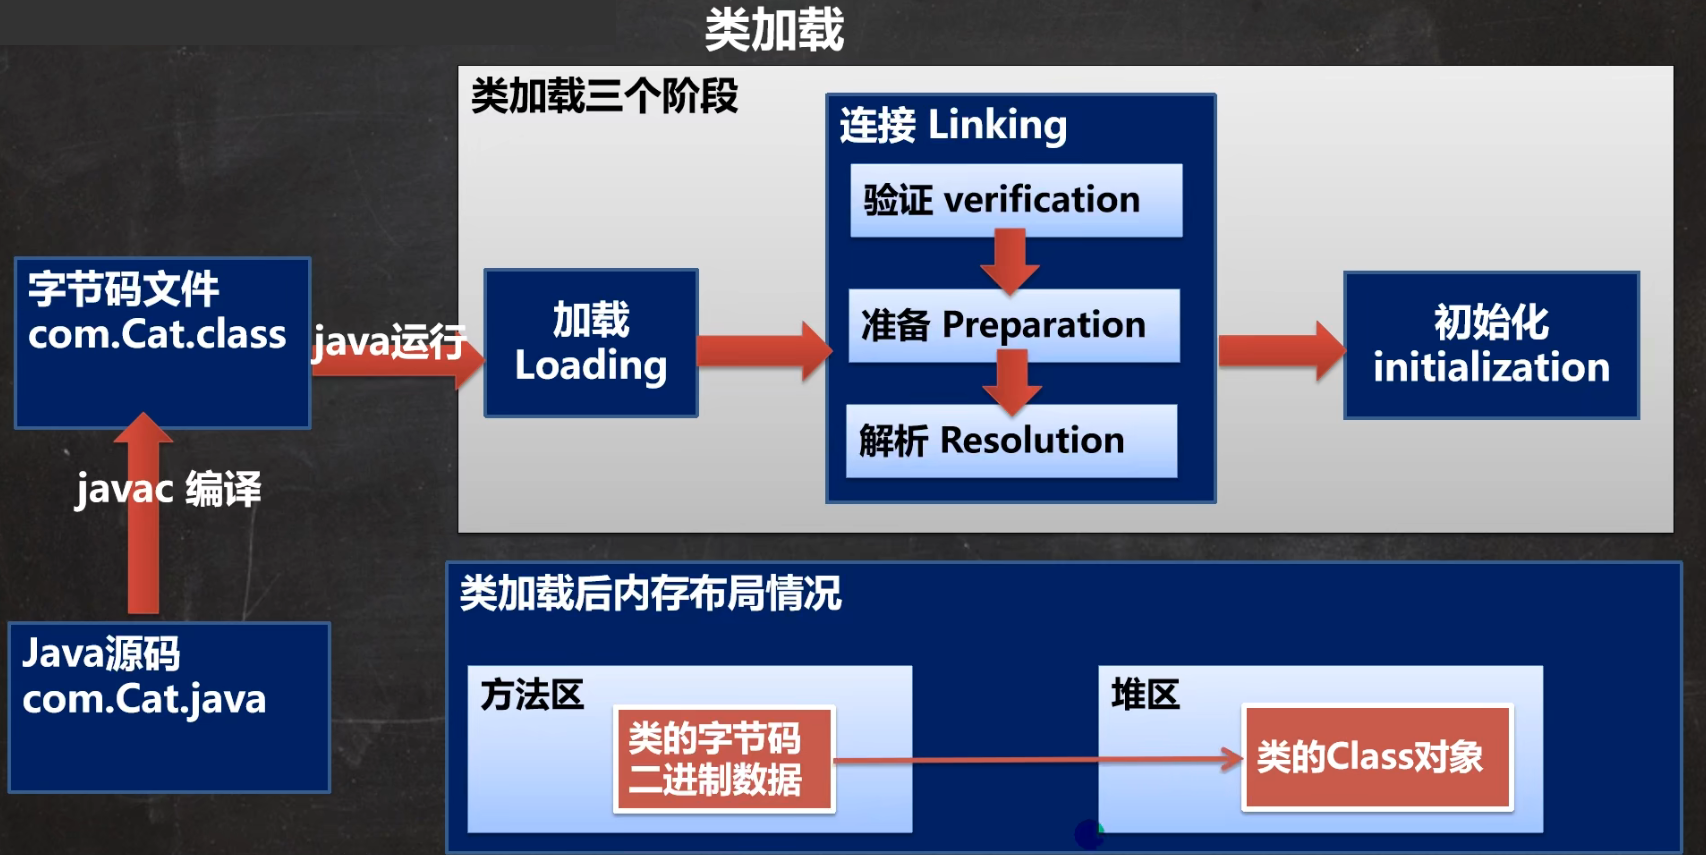 类加载
类加载三个阶段
连接 Linking
验证 verification
准备 Preparation
解析 Resolution
加载
Loading
初始化
initialization
字节码文件
com.Cat.class
java运行
javac 编译
Java源码
com.Cat.java
类加载后内存布局情况
方法区
类的字节码
二进制数据
堆区
类的Class对象